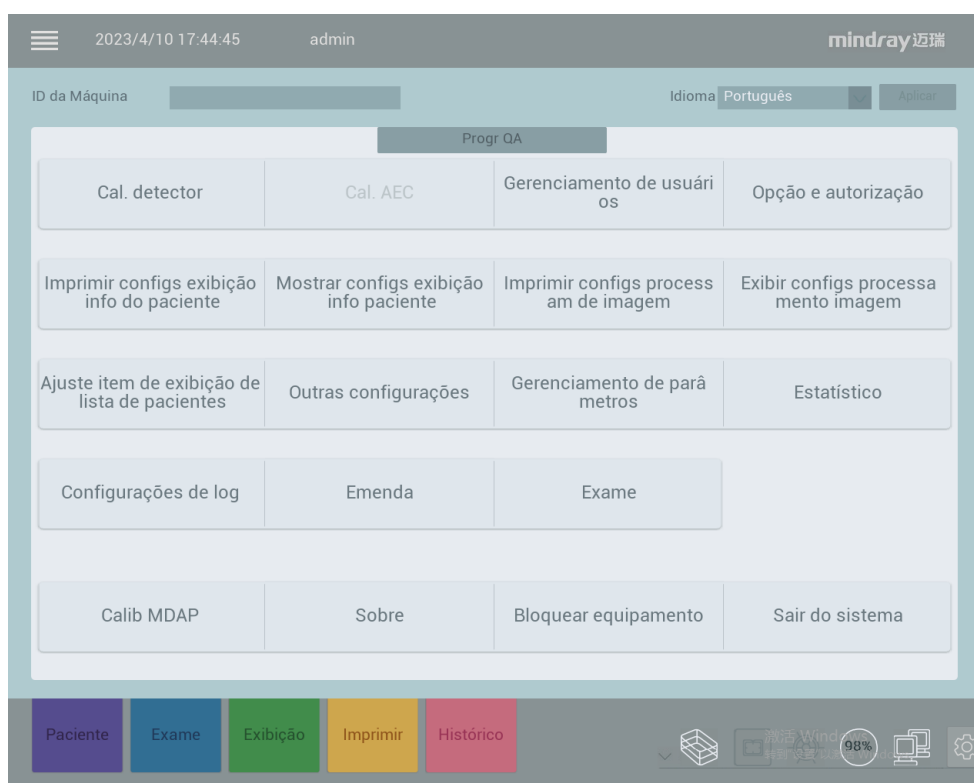 2023/4/10 17:44:45 admin mindray迈瑞
ID da Máquina Idioma Português Aplicar
Progr QA
Cal. detector
Cal. AEC
Gerenciamento de usuári
os
Opção e autorização
Imprimir configs exibição
info do paciente
Mostrar configs exibição
info paciente
Imprimir configs process
am de imagem
Exibir configs processa
mento imagem
Ajuste item de exibição de
lista de pacientes
Outras configurações
Gerenciamento de parâ
metros
Estatístico
Configurações de log
Emenda
Exame
Calib MDAP
Sobre
Bloquear equipamento
Sair do sistema
Paciente
Exame
Exibição
Imprimir
Histórico
激活 Windows
98%